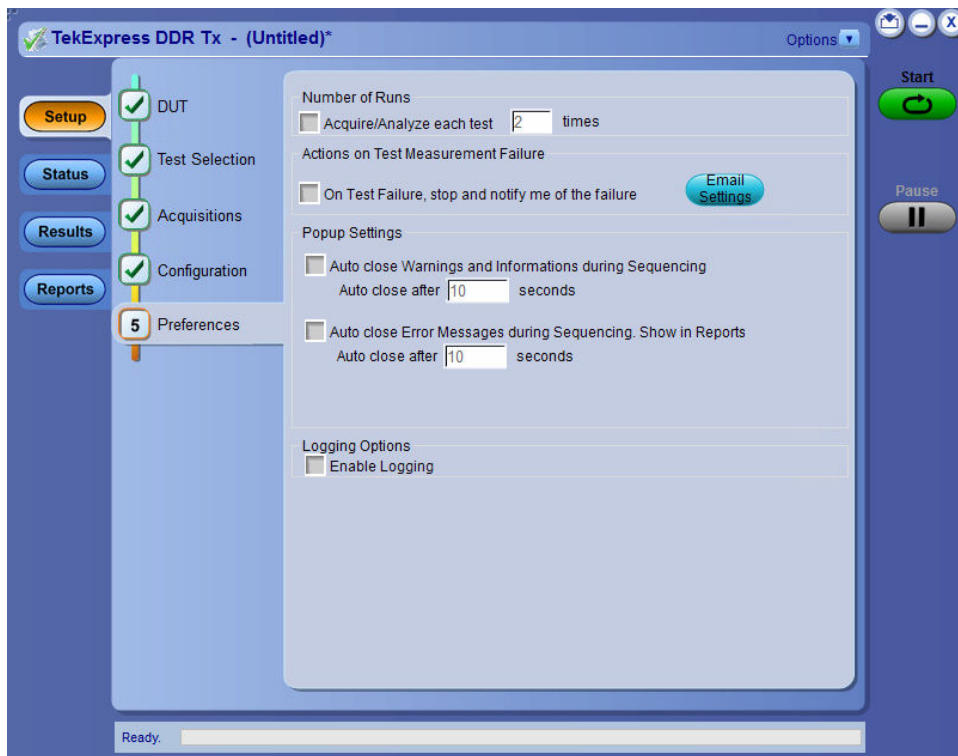 TekExpress DDR Tx - (Untitled)*
Options
Start
Pause
Setup
Status
Results
Reports
DUT
Test Selection
Acquisitions
Configuration
5 Preferences
Number of Runs
Acquire/Analyze each test 2 times
Actions on Test Measurement Failure
On Test Failure, stop and notify me of the failure
Email
Settings
Popup Settings
Auto close Warnings and Informations during Sequencing
Auto close after 10 seconds
Auto close Error Messages during Sequencing. Show in Reports
Auto close after 10 seconds
Logging Options
Enable Logging
Ready.